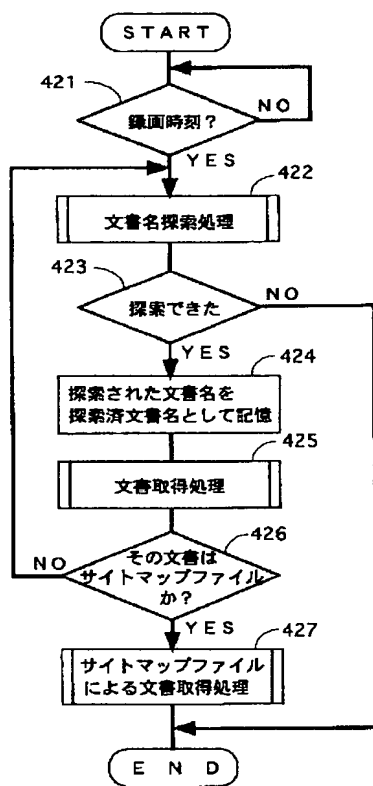 START
421
録画時刻?
NO
YES
422
文書名探索処理
423
探索できた
NO
YES
424
探索された文書名を
探索済文書名として記憶
425
文書取得処理
426
その文書は
サイトマップファイル
か?
NO
YES
427
サイトマップファイル
による文書取得処理
END